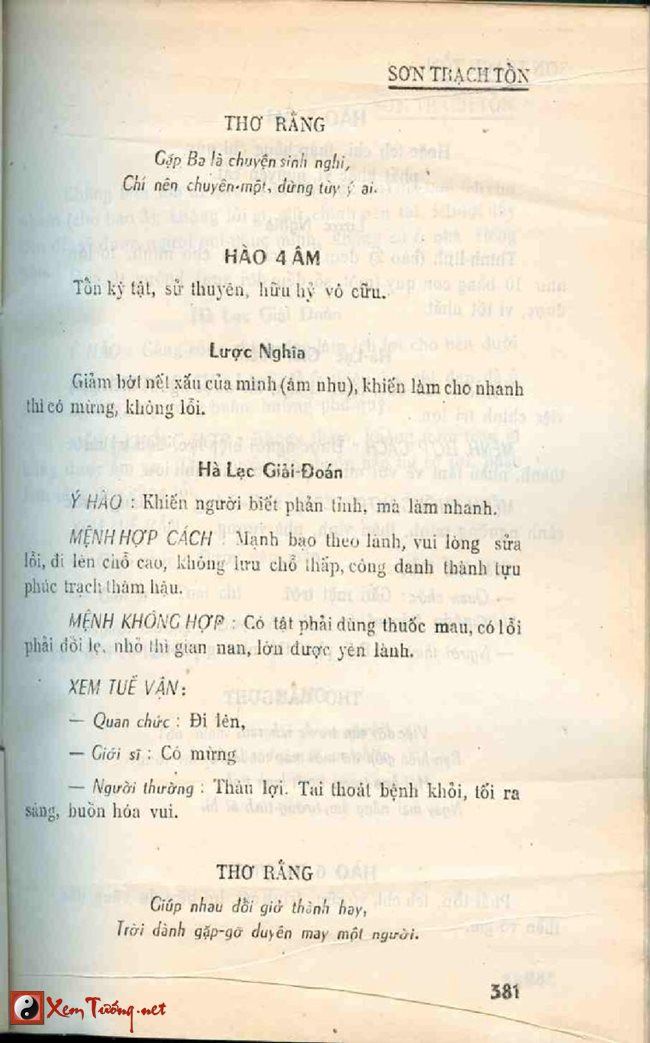 SƠN TRẠCH TỔN
THƠ RẰNG
Gặp Ba là chuyện sinh nghi,
Chỉ nên chuyên-một, đừng tùy ý ai.
HÀO 4 ÂM
Tổn kỳ tật, sử thuyên, hữu hỷ vô cữu.
Lược Nghĩa
Giảm bớt nết xấu của mình (âm nhu), khiến làm cho nhanh
thì có mừng, không lỗi.
Hà Lạc Giải-Đoán
Ý HÀO : Khiến người biết phản tỉnh, mà làm nhanh.
MỆNH HỢP CÁCH : Mạnh bạo theo lành, vui lòng sửa
lỗi, đi lên chỗ cao, không lưu chỗ thấp, công danh thành tựu
phúc trạch thâm hậu.
MỆNH KHÔNG HỢP : Có tật phải dùng thuốc mau, có lỗi
phải đổi lẹ, nhỏ thì gian nan, lớn được yên lành.
XEM TUẾ VẬN :
— Quan chức : Đi lên,
— Giới sĩ : Có mừng
— Người thường : Thần lợi. Tai thoát bệnh khỏi, tối ra
sáng, buồn hóa vui.
THƠ RẰNG
Giúp nhau đổi giở thành hay,
Trời dành gặp-gỡ duyên may một người.
381
XemTướng.net